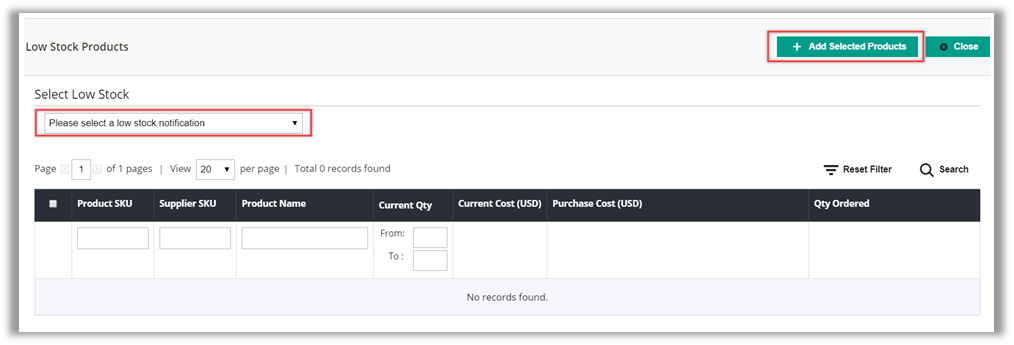 Low Stock Products
+ Add Selected Products
Close
Select Low Stock
Please select a low stock notification
Page 1 of 1 pages | View 20 per page | Total 0 records found
Reset Filter
Search
Product SKU Supplier SKU Product Name Current Qty Current Cost (USD) Purchase Cost (USD) Qty Ordered
From:
To :
No records found.